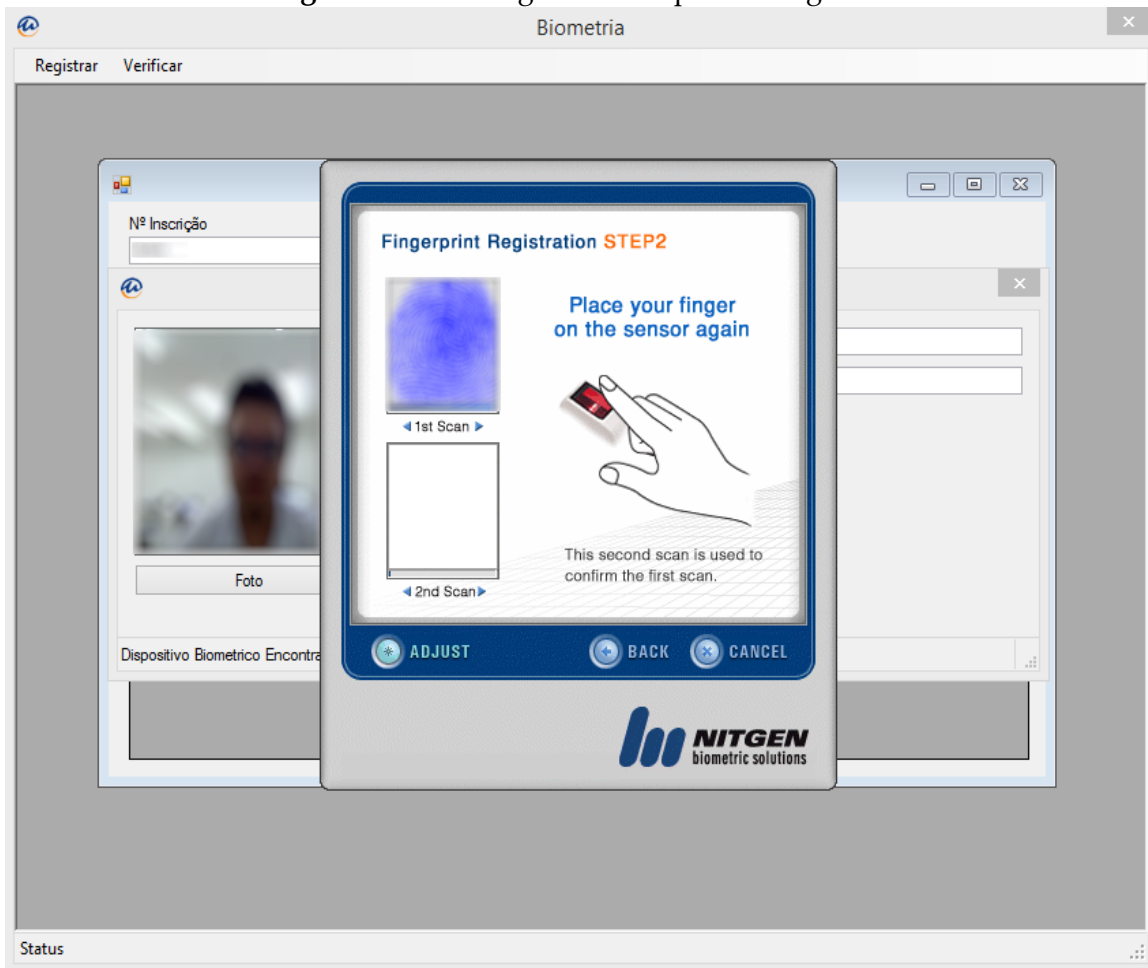 Biometria
Registrar Verificar
Nº Inscrição
Fingerprint Registration STEP2
Place your finger
on the sensor again
1st Scan
This second scan is used to
confirm the first scan.
2nd Scan
Foto
Dispositivo Biometrico
ADJUST BACK CANCEL
NITGEN
biometric solutions
Status